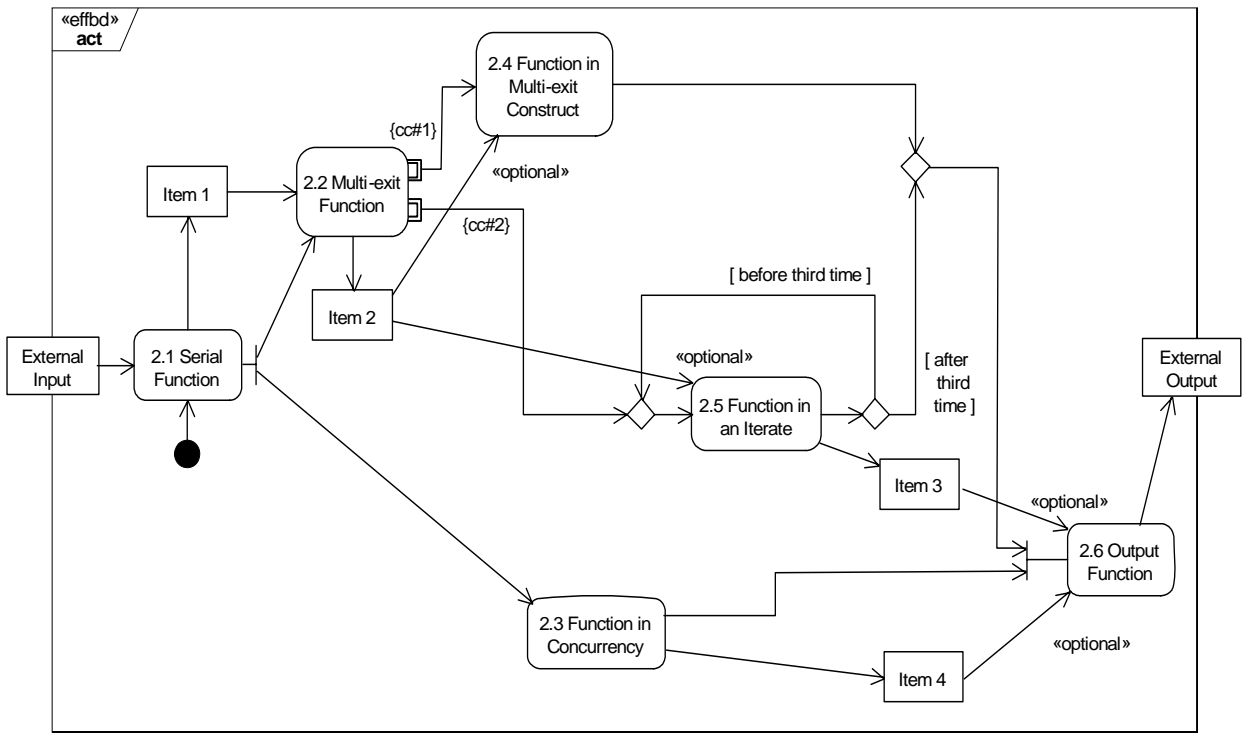 «effbd»
act
2.4 Function in
Multi-exit
Construct
{cc#1}
«optional»
2.2 Multi-exit
Function
Item 1
{cc#2}
[ before third time ]
Item 2
External
Input
2.1 Serial
Function
«optional»
[ after
third
time ]
External
Output
2.5 Function in
an Iterate
Item 3
«optional»
2.6 Output
Function
2.3 Function in
Concurrency
«optional»
Item 4